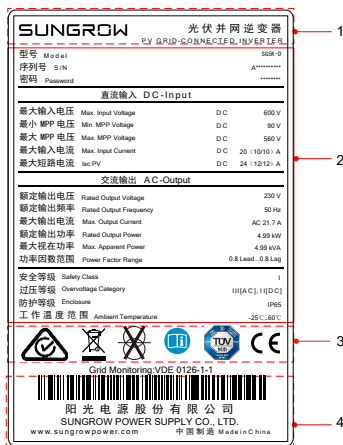 SUNGROW 光伏并网逆变器
PV GRID-CONNECTED INVERTER
1
型号 Model SG5K-D
序列号 S/N A**********
密码 Password ********
直流输入 DC-Input
最大输入电压 Max. Input Voltage DC 600 V
最小 MPP 电压 Min. MPP Voltage DC 90 V
最大 MPP 电压 Max. MPP Voltage DC 560 V
最大输入电流 Max. Input Current DC 20（10/10）A
最大短路电流 Isc PV DC 24（12/12）A
2
交流输出 AC-Output
额定输出电压 Rated Output Voltage 230 V
额定输出频率 Rated Output Frequency 50 Hz
最大输出电流 Max. Output Current AC 21.7 A
额定输出功率 Rated Output Power 4.99 kW
最大视在功率 Max. Apparent Power 4.99 kVA
功率因数范围 Power Factor Range 0.8 Lead...0.8 Lag
安全等级 Safety Class I
过压等级 Overvoltage Category III[AC], II[DC]
防护等级 Enclosure IP65
工作温度范围 Ambient Temperature -25℃..60℃
TÜV CE
3
Grid Monitoring:VDE 0126-1-1
阳光电源股份有限公司
SUNGROW POWER SUPPLY CO., LTD.
www.sungrowpower.com 中国制造 MadeinChina
4